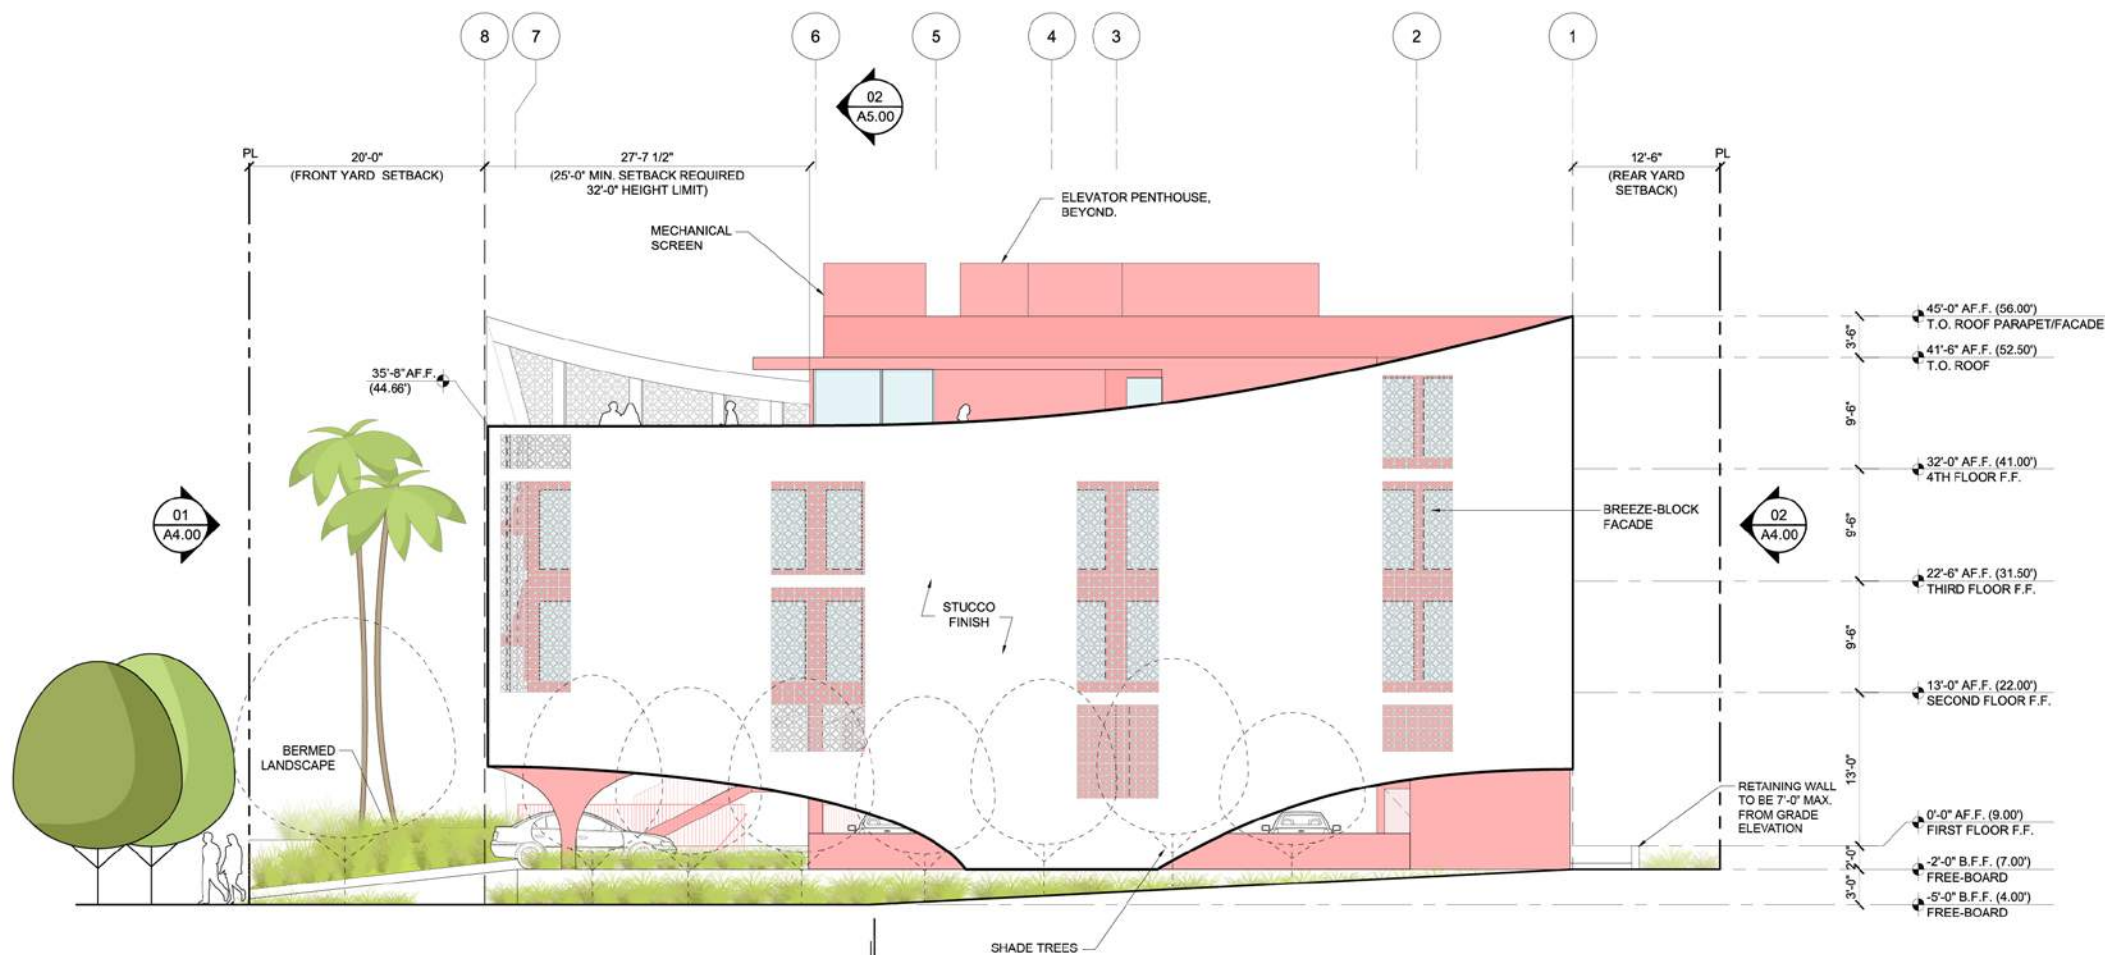 8 7 6 5 4 3 2 1
02
A5.00
PL
20'-0"
(FRONT YARD SETBACK)
27'-7 1/2"
(25'-0" MIN. SETBACK REQUIRED
32'-0" HEIGHT LIMIT)
12'-6"
(REAR YARD
SETBACK)
PL
ELEVATOR PENTHOUSE,
BEYOND.
MECHANICAL
SCREEN
35'-8" AF.F.
(44.66')
45'-0" AF.F. (56.00')
T.O. ROOF PARAPET/FACADE
3'-6"
41'-6" AF.F. (52.50')
T.O. ROOF
9'-6"
32'-0" AF.F. (41.00')
4TH FLOOR F.F.
01
A4.00
BREEZE-BLOCK
FACADE
02
A4.00
9'-6"
22'-6" AF.F. (31.50')
THIRD FLOOR F.F.
STUCCO
FINISH
9'-6"
13'-0" AF.F. (22.00')
SECOND FLOOR F.F.
BERMED
LANDSCAPE
13'-0"
RETAINING WALL
TO BE 7'-0" MAX.
FROM GRADE
ELEVATION
0'-0" AF.F. (9.00')
FIRST FLOOR F.F.
2'-0"
-2'-0" B.F.F. (7.00')
FREE-BOARD
3'-0"
-5'-0" B.F.F. (4.00')
FREE-BOARD
SHADE TREES